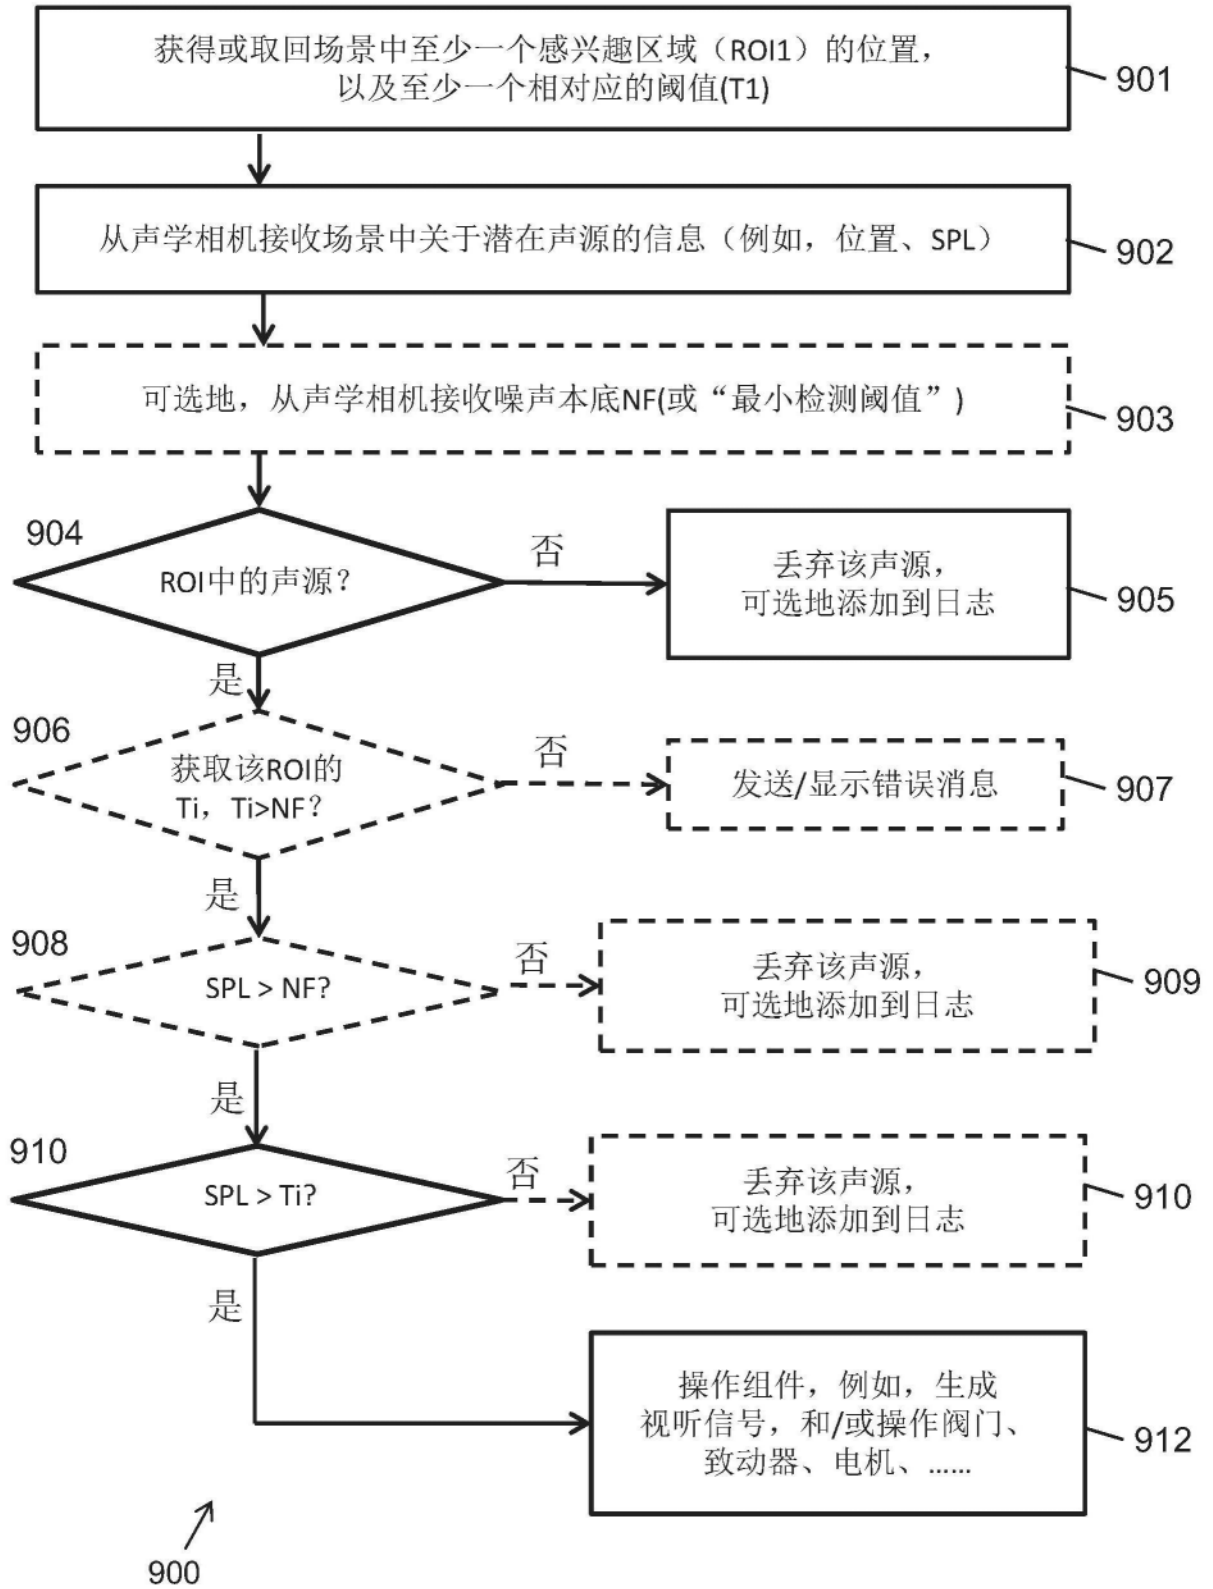 获得或取回场景中至少一个感兴趣区域（ROI1）的位置，
以及至少一个相对应的阈值(T1)
901
从声学相机接收场景中关于潜在声源的信息（例如，位置、SPL）
902
可选地，从声学相机接收噪声本底NF(或“最小检测阈值”)
903
904
ROI中的声源？
否
丢弃该声源，
可选地添加到日志
905
是
906
获取该ROI的
Ti，Ti>NF？
否
发送/显示错误消息
907
是
908
SPL > NF?
否
丢弃该声源，
可选地添加到日志
909
是
910
SPL > Ti?
否
丢弃该声源，
可选地添加到日志
910
是
操作组件，例如，生成
视听信号，和/或操作阀门、
致动器、电机、……
912
900